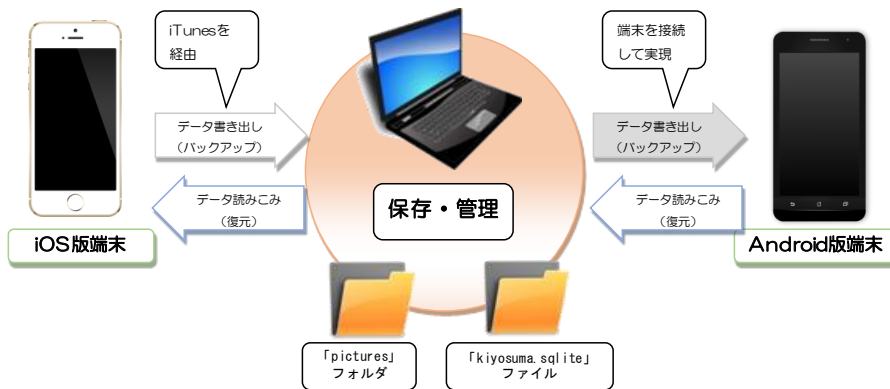 iTunesを
経由
端末を接続
して実現
データ書き出し
（バックアップ）
データ書き出し
（バックアップ）
データ読みこみ
（復元）
データ読みこみ
（復元）
保存・管理
iOS版端末
Android版端末
「pictures」
フォルダ
「kiyosuma.sqlite」
ファイル